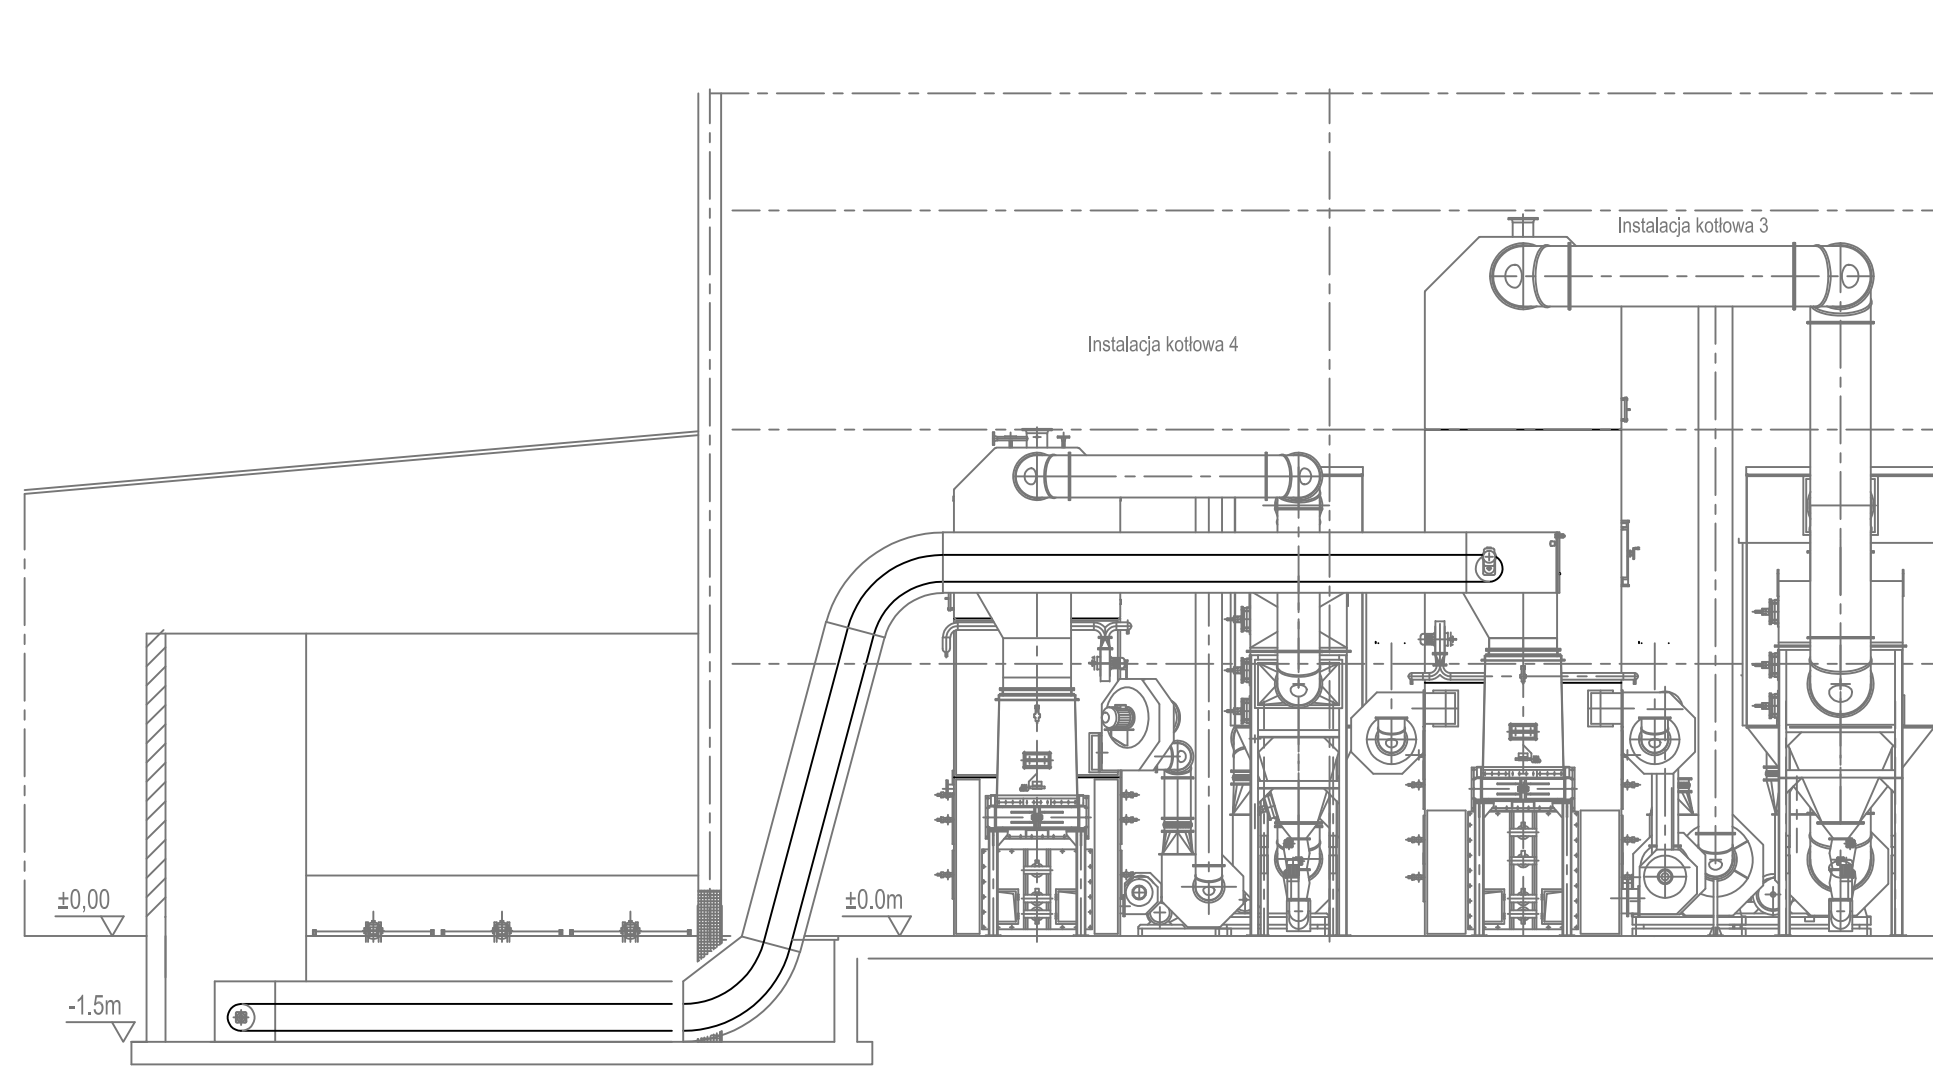 Instalacja kotłowa 3
Instalacja kotłowa 4
±0,00
±0.0m
-1.5m